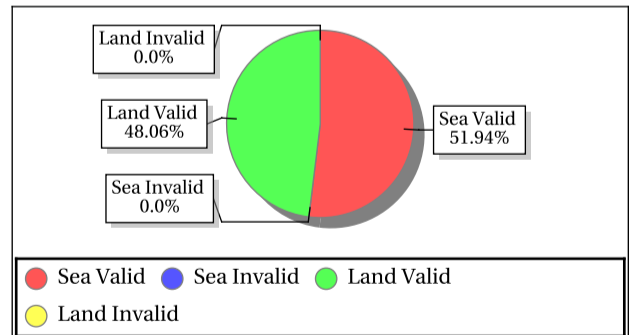 Land Invalid
0.0%
Land Valid
48.06%
Sea Valid
51.94%
Sea Invalid
0.0%
Sea Valid Sea Invalid Land Valid
Land Invalid